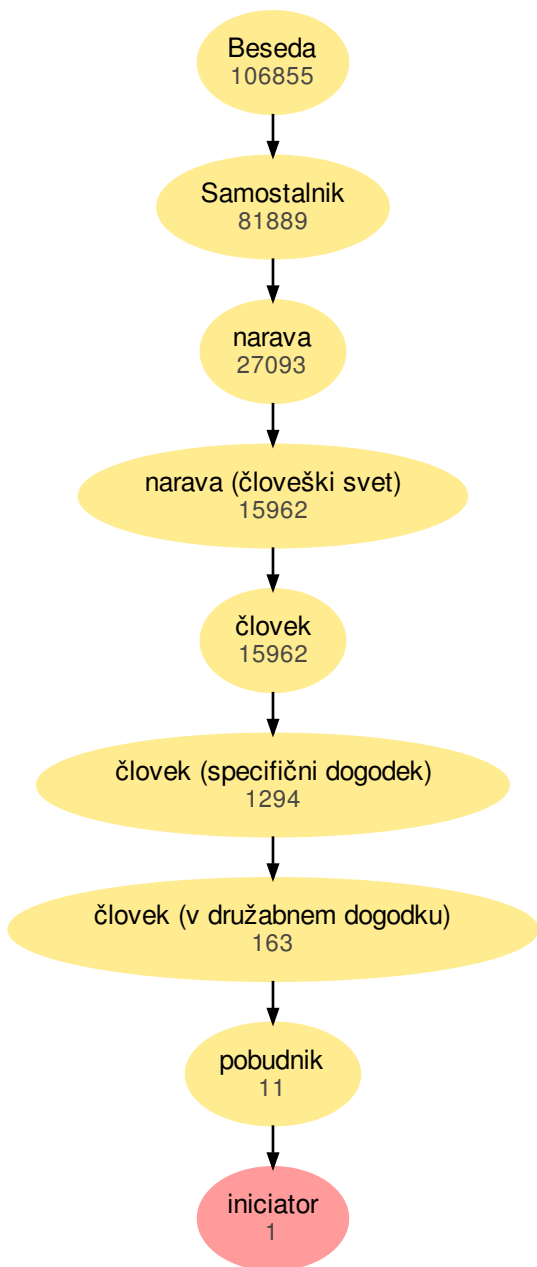 Beseda
106855
Samostalnik
81889
narava
27093
narava (človeški svet)
15962
človek
15962
človek (specifični dogodek)
1294
človek (v družabnem dogodku)
163
pobudnik
11
iniciator
1